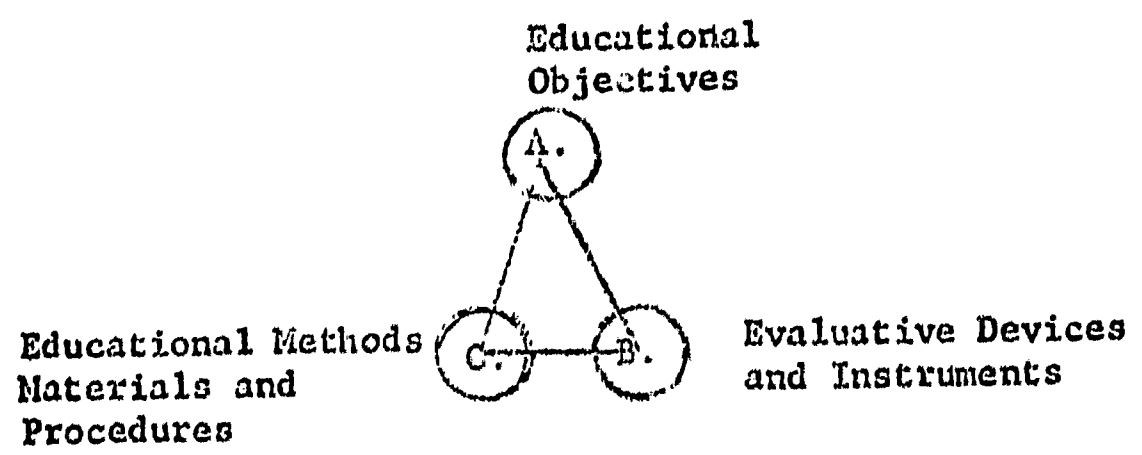 Educational
Objectives
A.
Educational Methods
Materials and
Procedures
C.
B.
Evaluative Devices
and Instruments